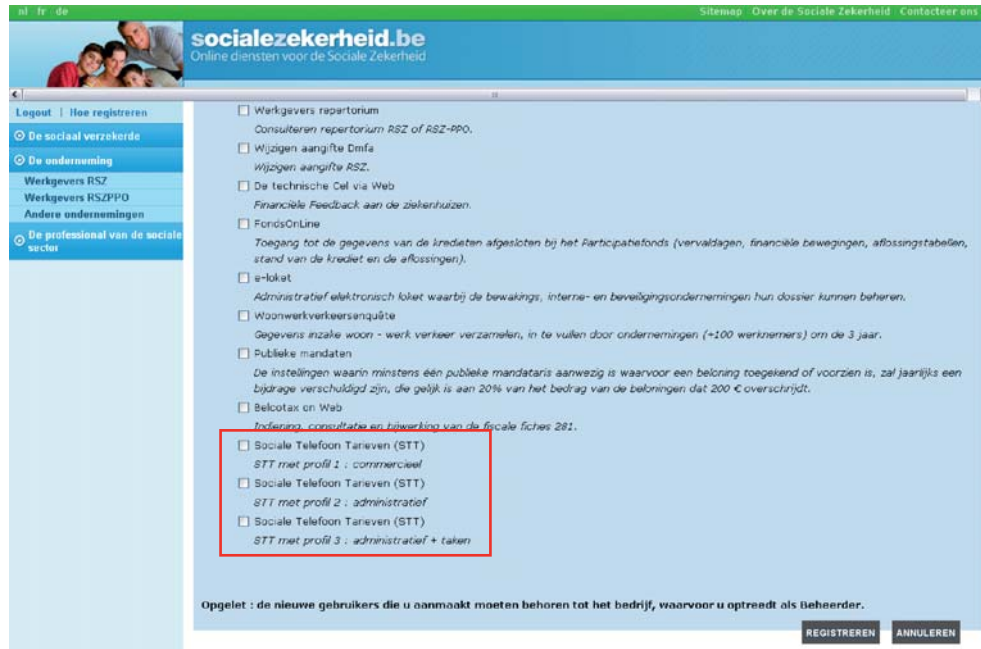 nl fr de
Sitemap Over de Sociale Zekerheid Contacteer ons
socialezekerheid.be
Online diensten voor de Sociale Zekerheid
Logout | Hoe registreren
De sociaal verzekerde
De onderneming
Werkgevers RSZ
Werkgevers RSZPPO
Andere ondernemingen
De professional van de sociale
sector
Werkgevers repertorium
Consulteren repertorium RSZ of RSZ-PPO.
Wijzigen aangifte Dmfa
Wijzigen aangifte RSZ.
De technische Cel via Web
Financiële Feedback aan de ziekenhuizen.
FondsOnLine
Toegang tot de gegevens van de kredieten afgesloten bij het Participatiefonds (vervaldagen, financiële bewegingen, aflossingstabellen,
stand van de krediet en de aflossingen).
e-loket
Administratief elektronisch loket waarbij de bewakings, interne- en beveiligingsondernemingen hun dossier kunnen beheren.
Woonwerkverkeersenquête
Gegevens inzake woon - werk verkeer verzamelen, in te vullen door ondernemingen (+100 werknemers) om de 3 jaar.
Publieke mandaten
De instellingen waarin minstens één publieke mandataris aanwezig is waarvoor een beloning toegekend of voorzien is, zal jaarlijks een
bijdrage verschuldigd zijn, die gelijk is aan 20% van het bedrag van de beloningen dat 200 € overschrijdt.
Belcotax on Web
Indiening, consultatie en bijwerking van de fiscale fiches 281.
Sociale Telefoon Tarieven (STT)
STT met profil 1 : commercieel
Sociale Telefoon Tarieven (STT)
STT met profil 2 : administratief
Sociale Telefoon Tarieven (STT)
STT met profil 3 : administratief + taken
Opgelet : de nieuwe gebruikers die u aanmaakt moeten behoren tot het bedrijf, waarvoor u optreedt als Beheerder.
REGISTREREN ANNULEREN